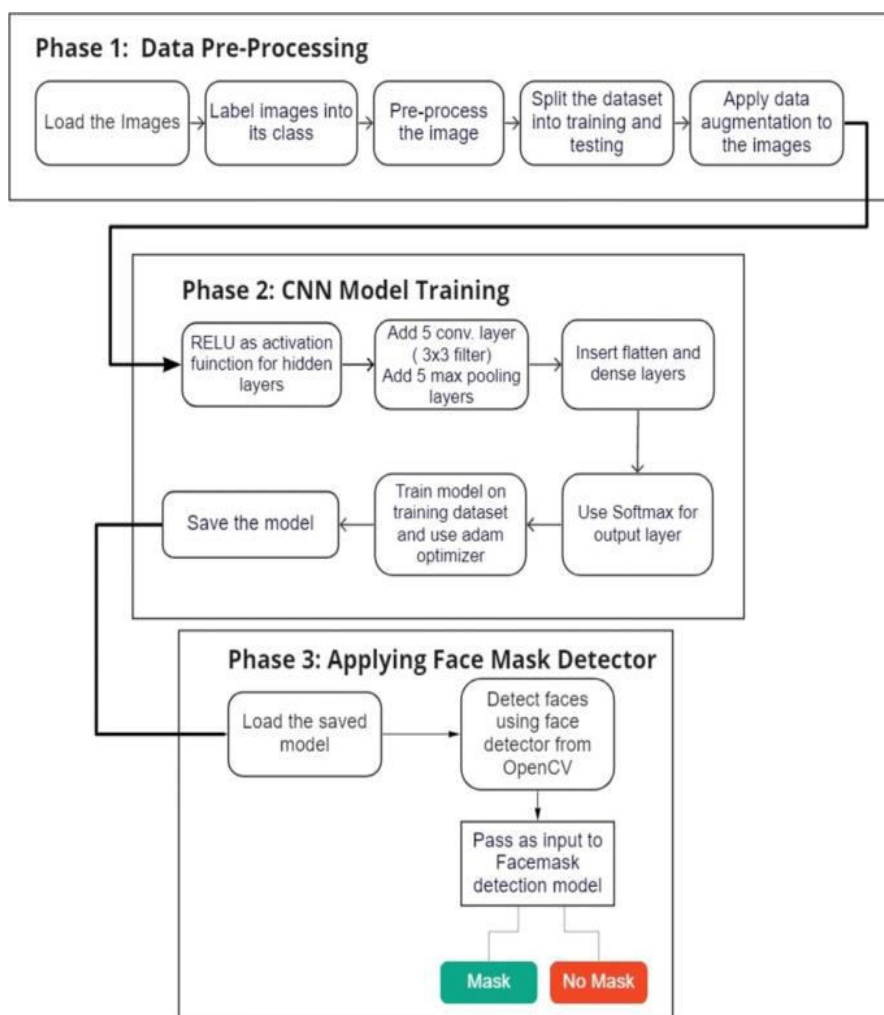 Phase 1: Data Pre-Processing
Load the Images
Label images into
its class
Pre-process
the image
Split the dataset
into training and
testing
Apply data
augmentation to
the images
Phase 2: CNN Model Training
RELU as activation
fuinction for hidden
layers
Add 5 conv. layer
( 3x3 filter)
Add 5 max pooling
layers
Insert flatten and
dense layers
Use Softmax for
output layer
Train model on
training dataset
and use adam
optimizer
Save the model
Phase 3: Applying Face Mask Detector
Load the saved
model
Detect faces
using face
detector from
OpenCV
Pass as input to
Facemask
detection model
Mask
No Mask